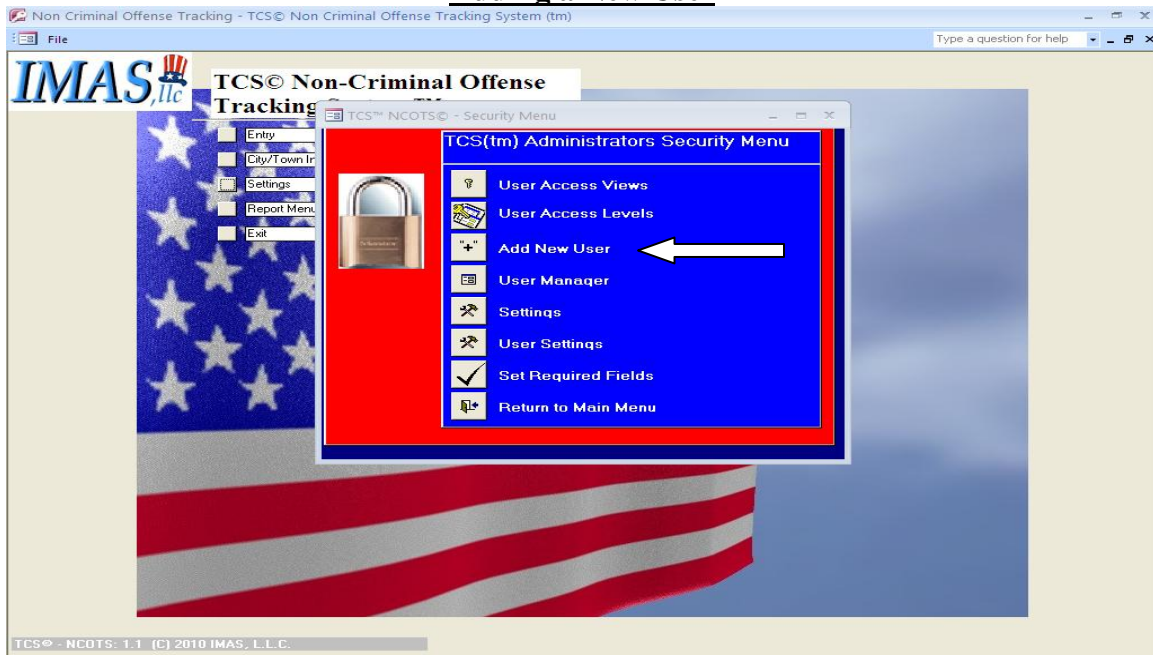 Non Criminal Offense Tracking - TCS© Non Criminal Offense Tracking System (tm)
File
Type a question for help
IMAS,llc
TCS© Non-Criminal Offense
Tracking
TCS™ NCOTS© - Security Menu
Entry
City/Town
Settings
Report Menu
Exit
TCS(tm) Administrators Security Menu
User Access Views
User Access Levels
"+" Add New User
User Manager
Settings
User Settings
Set Required Fields
Return to Main Menu
TCS© - NCOTS: 1.1 (C) 2010 IMAS, L.L.C.